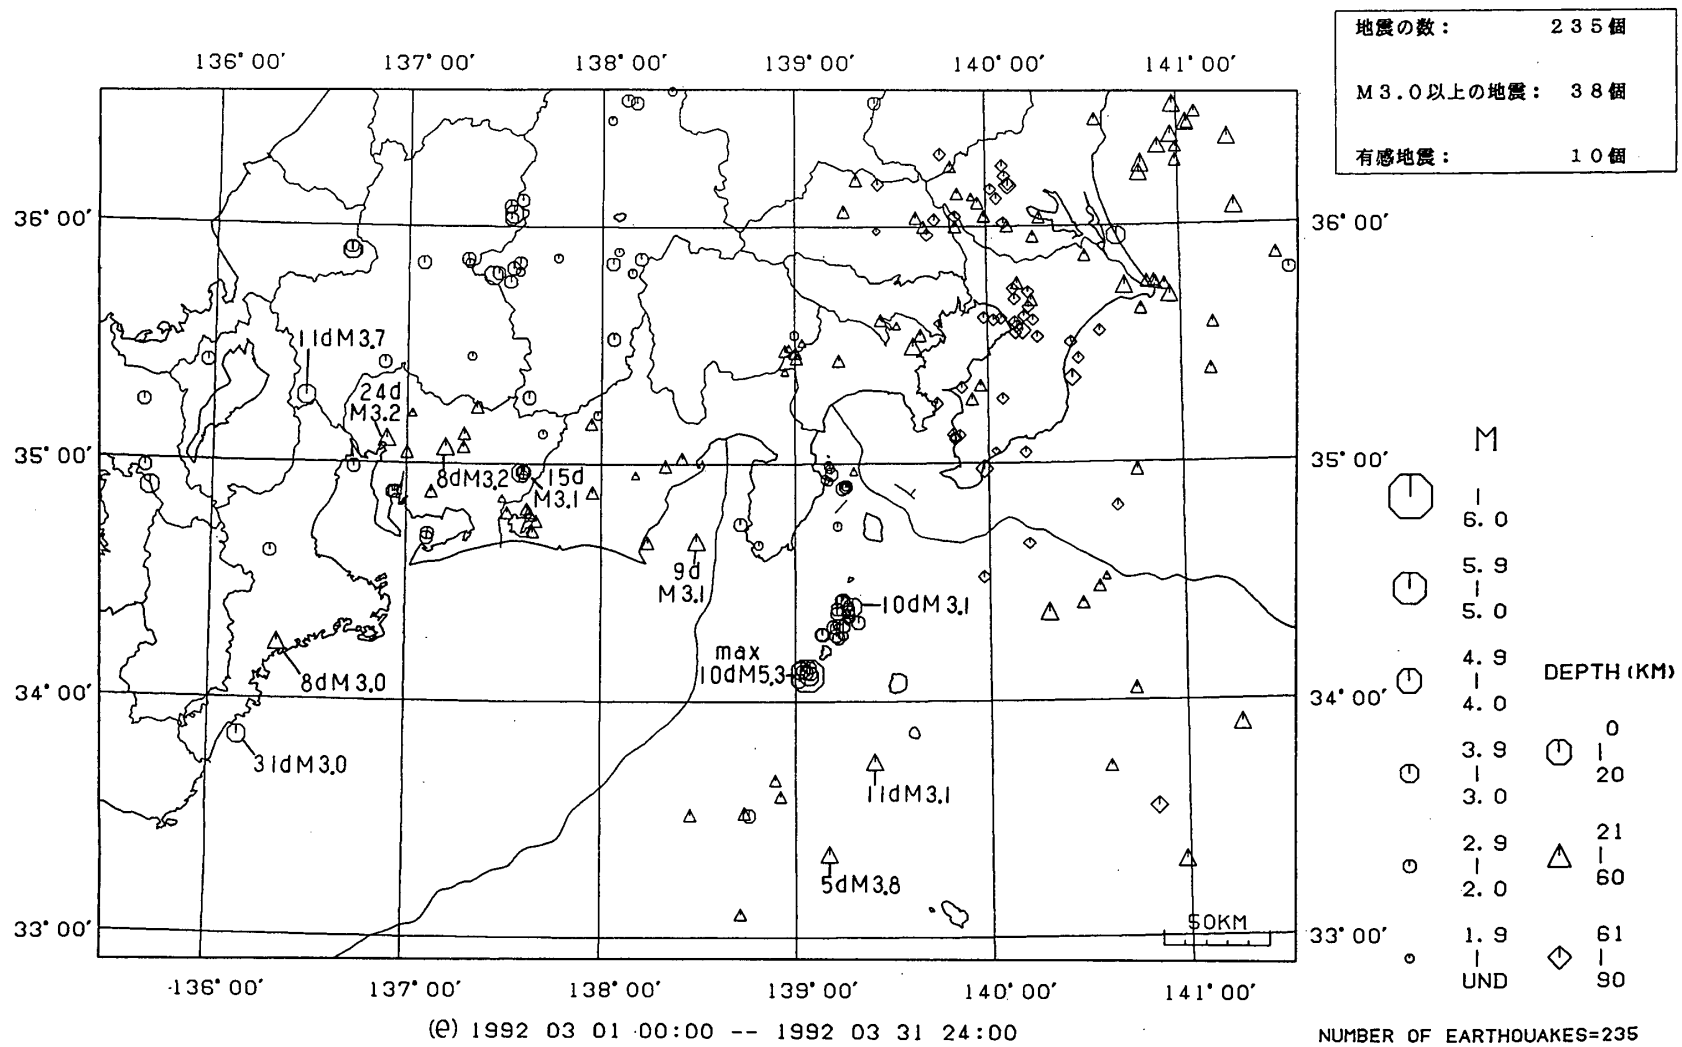 地震の数： ２３５個
Ｍ３.０以上の地震： ３８個
有感地震： １０個
136°00′ 137°00′ 138°00′ 139°00′ 140°00′ 141°00′
36°00′ 36°00′
11dM3.7
24d
M3.2
35°00′ 35°00′
8dM3.2
15d
M3.1
9d
M3.1
10dM3.1
max
10dM5.3
8dM3.0
34°00′ 34°00′
31dM3.0
11dM3.1
5dM3.8
50KM
33°00′ 33°00′
136°00′ 137°00′ 138°00′ 139°00′ 140°00′ 141°00′
(e) 1992 03 01 00:00 -- 1992 03 31 24:00
M
|
6.0
5.9
|
5.0
4.9
|
4.0
3.9
|
3.0
2.9
|
2.0
1.9
|
UND
DEPTH (KM)
0
|
20
21
|
60
61
|
90
NUMBER OF EARTHQUAKES=235